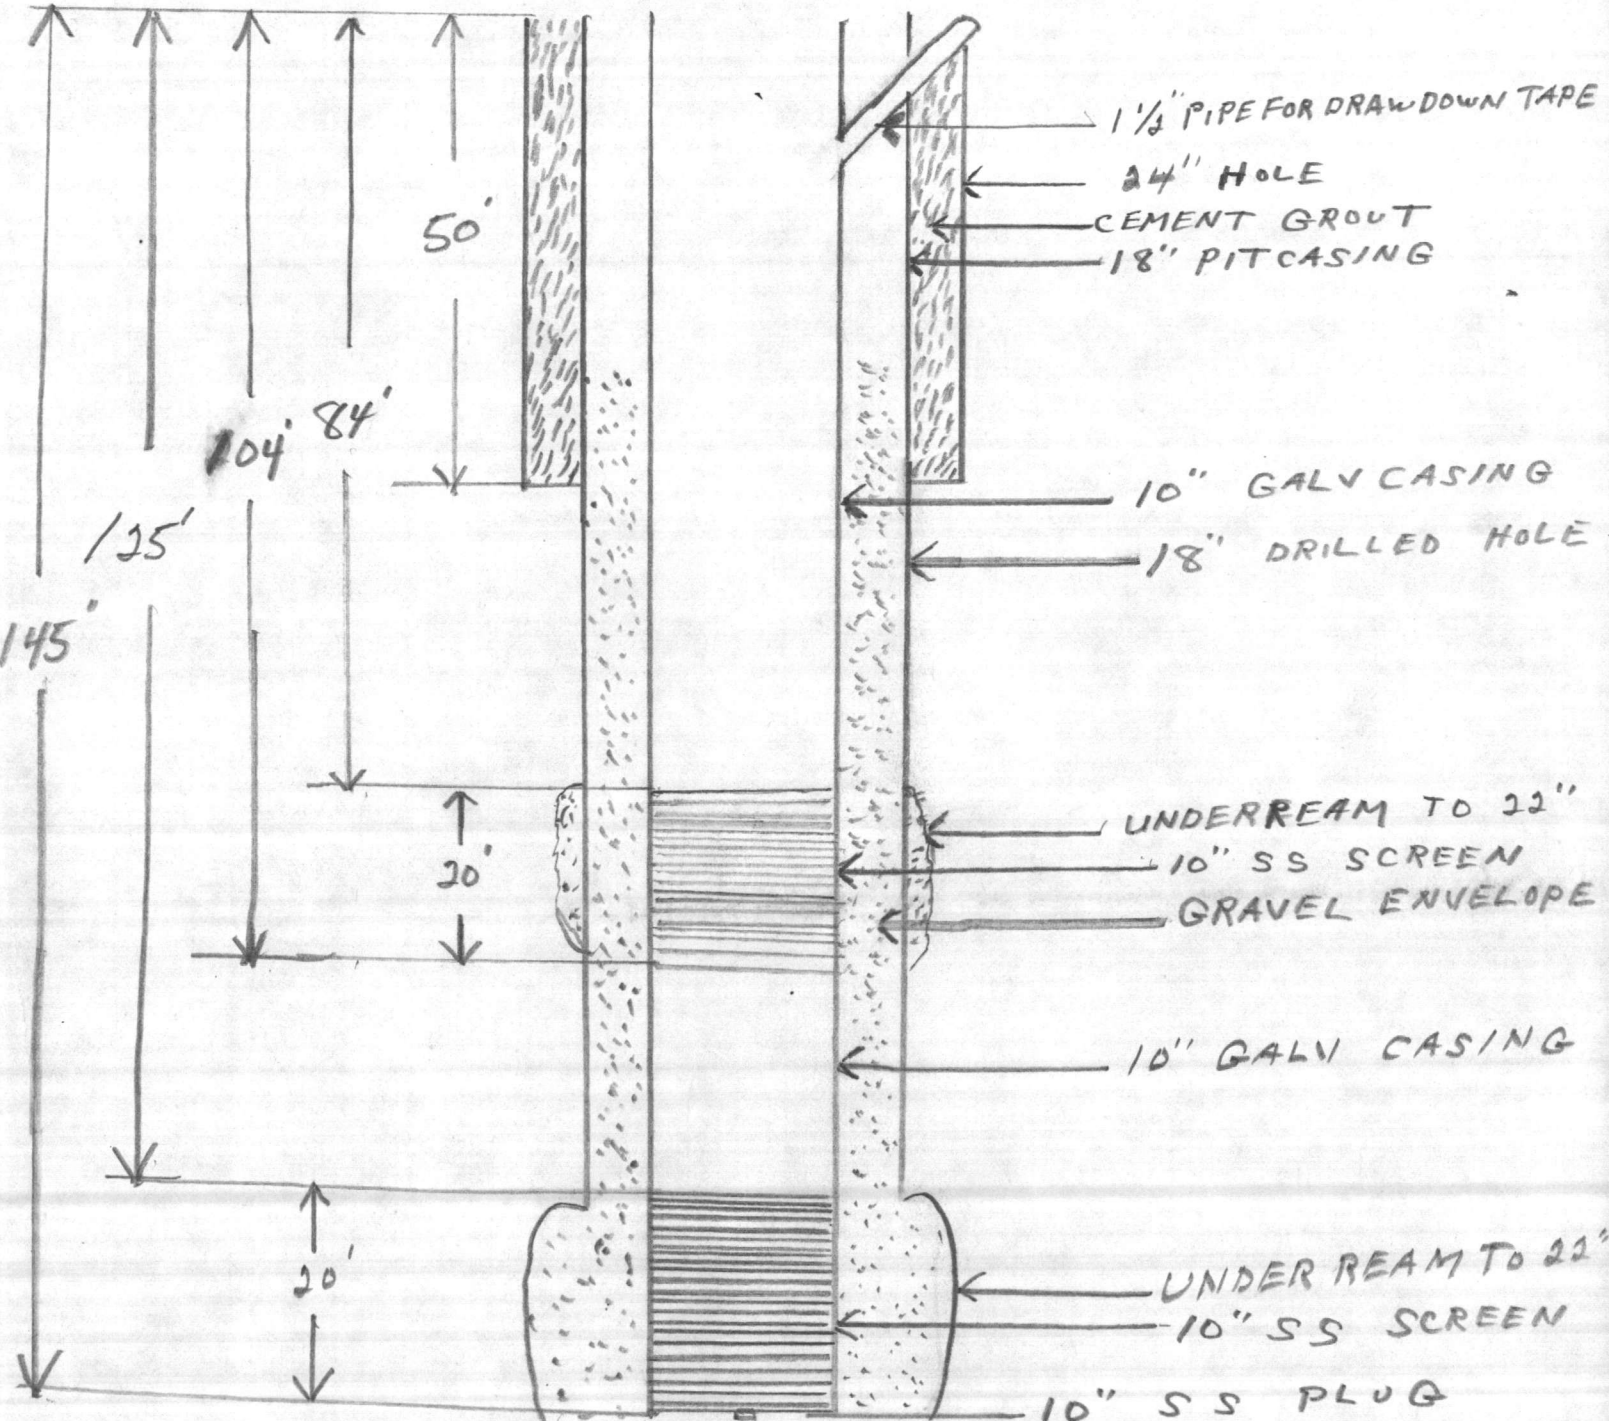 1 1/2" PIPE FOR DRAWDOWN TAPE
24" HOLE
CEMENT GROUT
18" PIT CASING
50'
84'
104'
125'
145'
10" GALV CASING
18" DRILLED HOLE
UNDERREAM TO 22"
10" SS SCREEN
GRAVEL ENVELOPE
20'
10" GALV CASING
20'
UNDER REAM TO 22"
10" SS SCREEN
10" SS PLUG